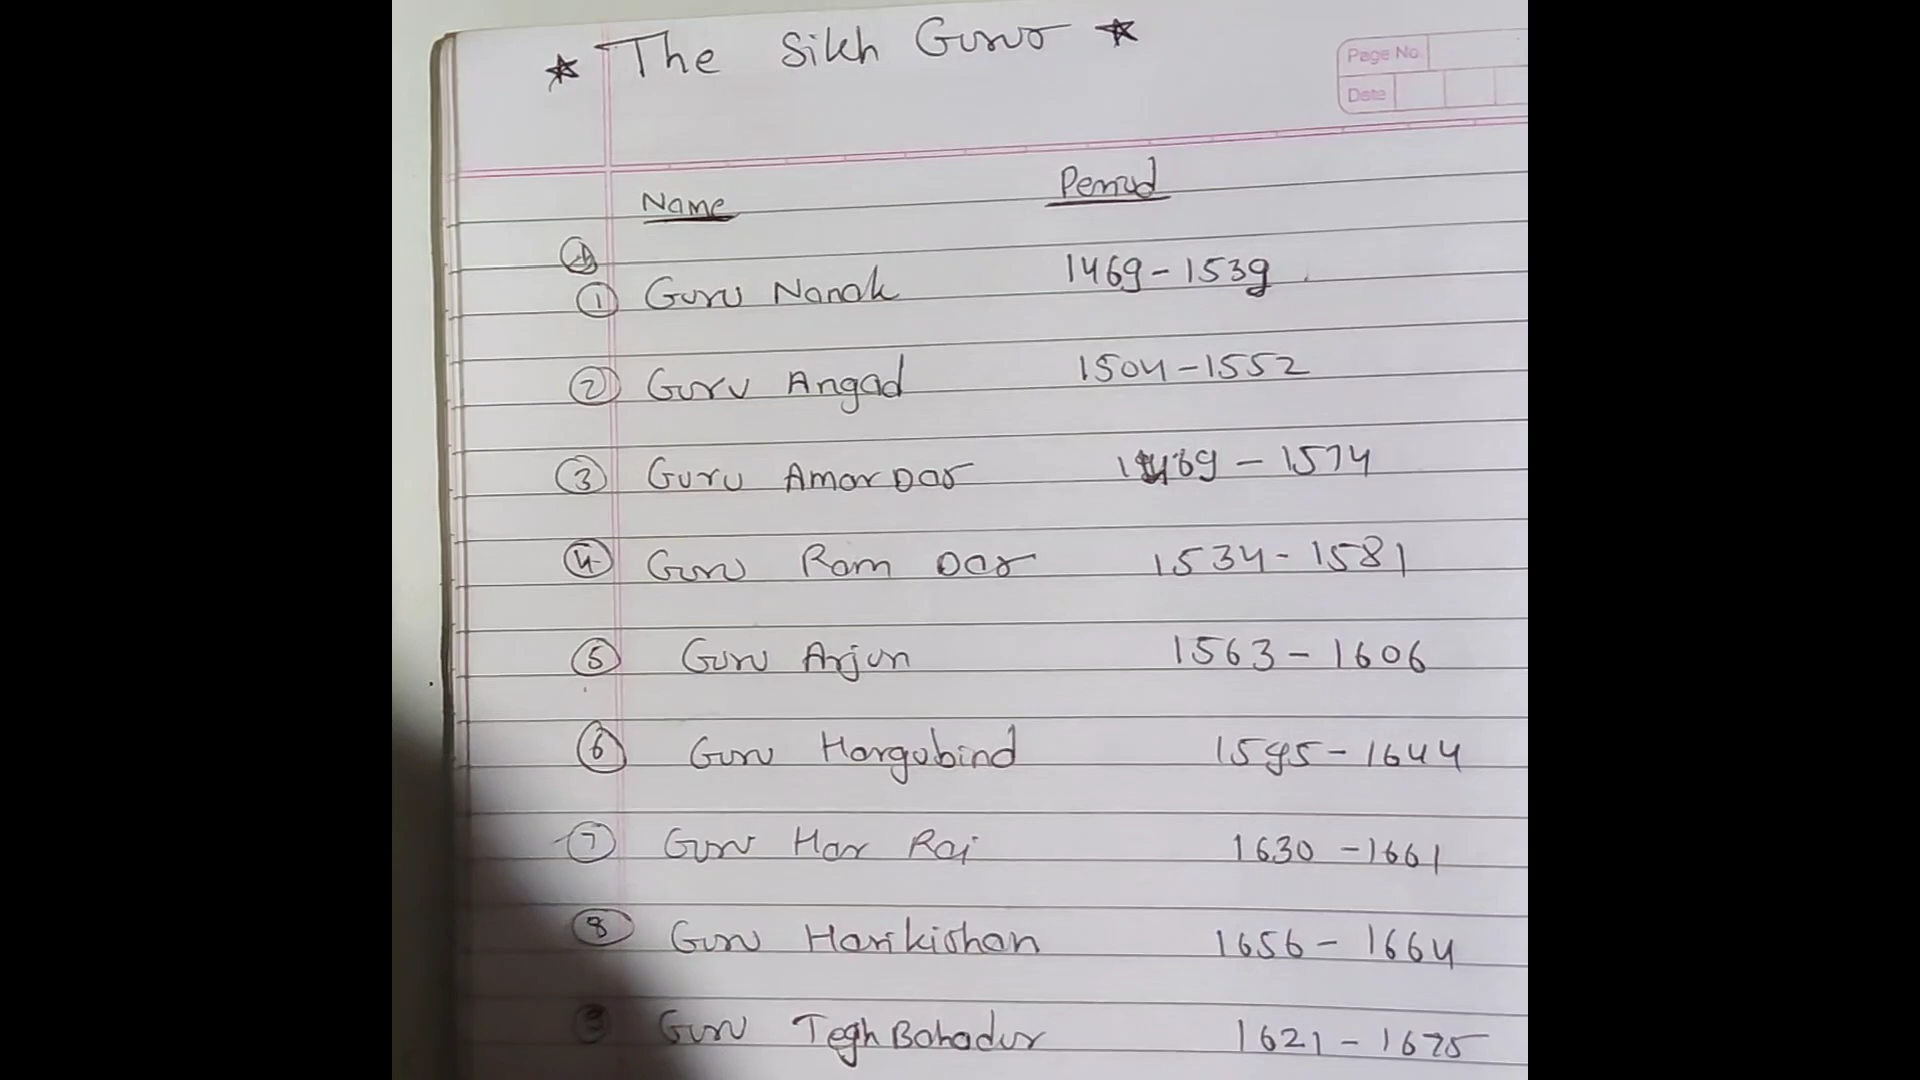 The Sikh Gurus
Page No.
Date
Name Period
① Guru Nanak 1469-1539
② Guru Angad 1504-1552
③ Guru Amar Das 1469-1574
④ Guru Ram Das 1534-1581
⑤ Guru Arjun 1563-1606
⑥ Guru Hargobind 1595-1644
⑦ Guru Har Rai 1630-1661
⑧ Guru Harikishan 1656-1664
⑨ Guru Tegh Bahadur 1621-1675